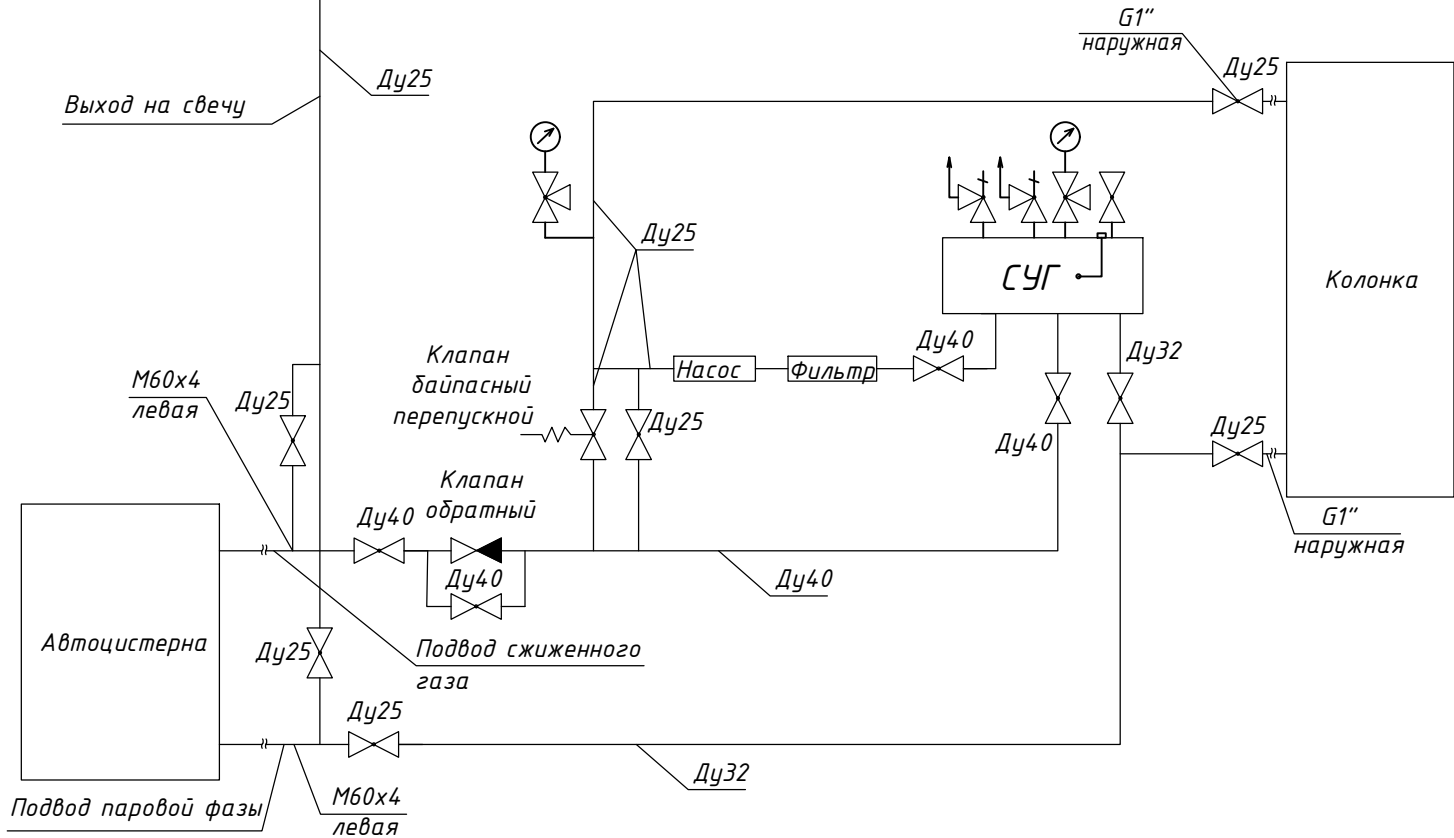 G1"
наружная
Ду25
Ду25
Выход на свечу
Ду25
СУГ
Колонка
Клапан
байпасный
перепускной
Насос
Фильтр
Ду40
Ду32
М60х4
левая
Ду25
Ду25
Ду40
Ду25
Клапан
обратный
Ду40
Ду40
Ду40
G1"
наружная
Автоцистерна
Ду25
Подвод сжиженного
газа
Ду25
Ду32
Подвод паровой фазы
М60х4
левая